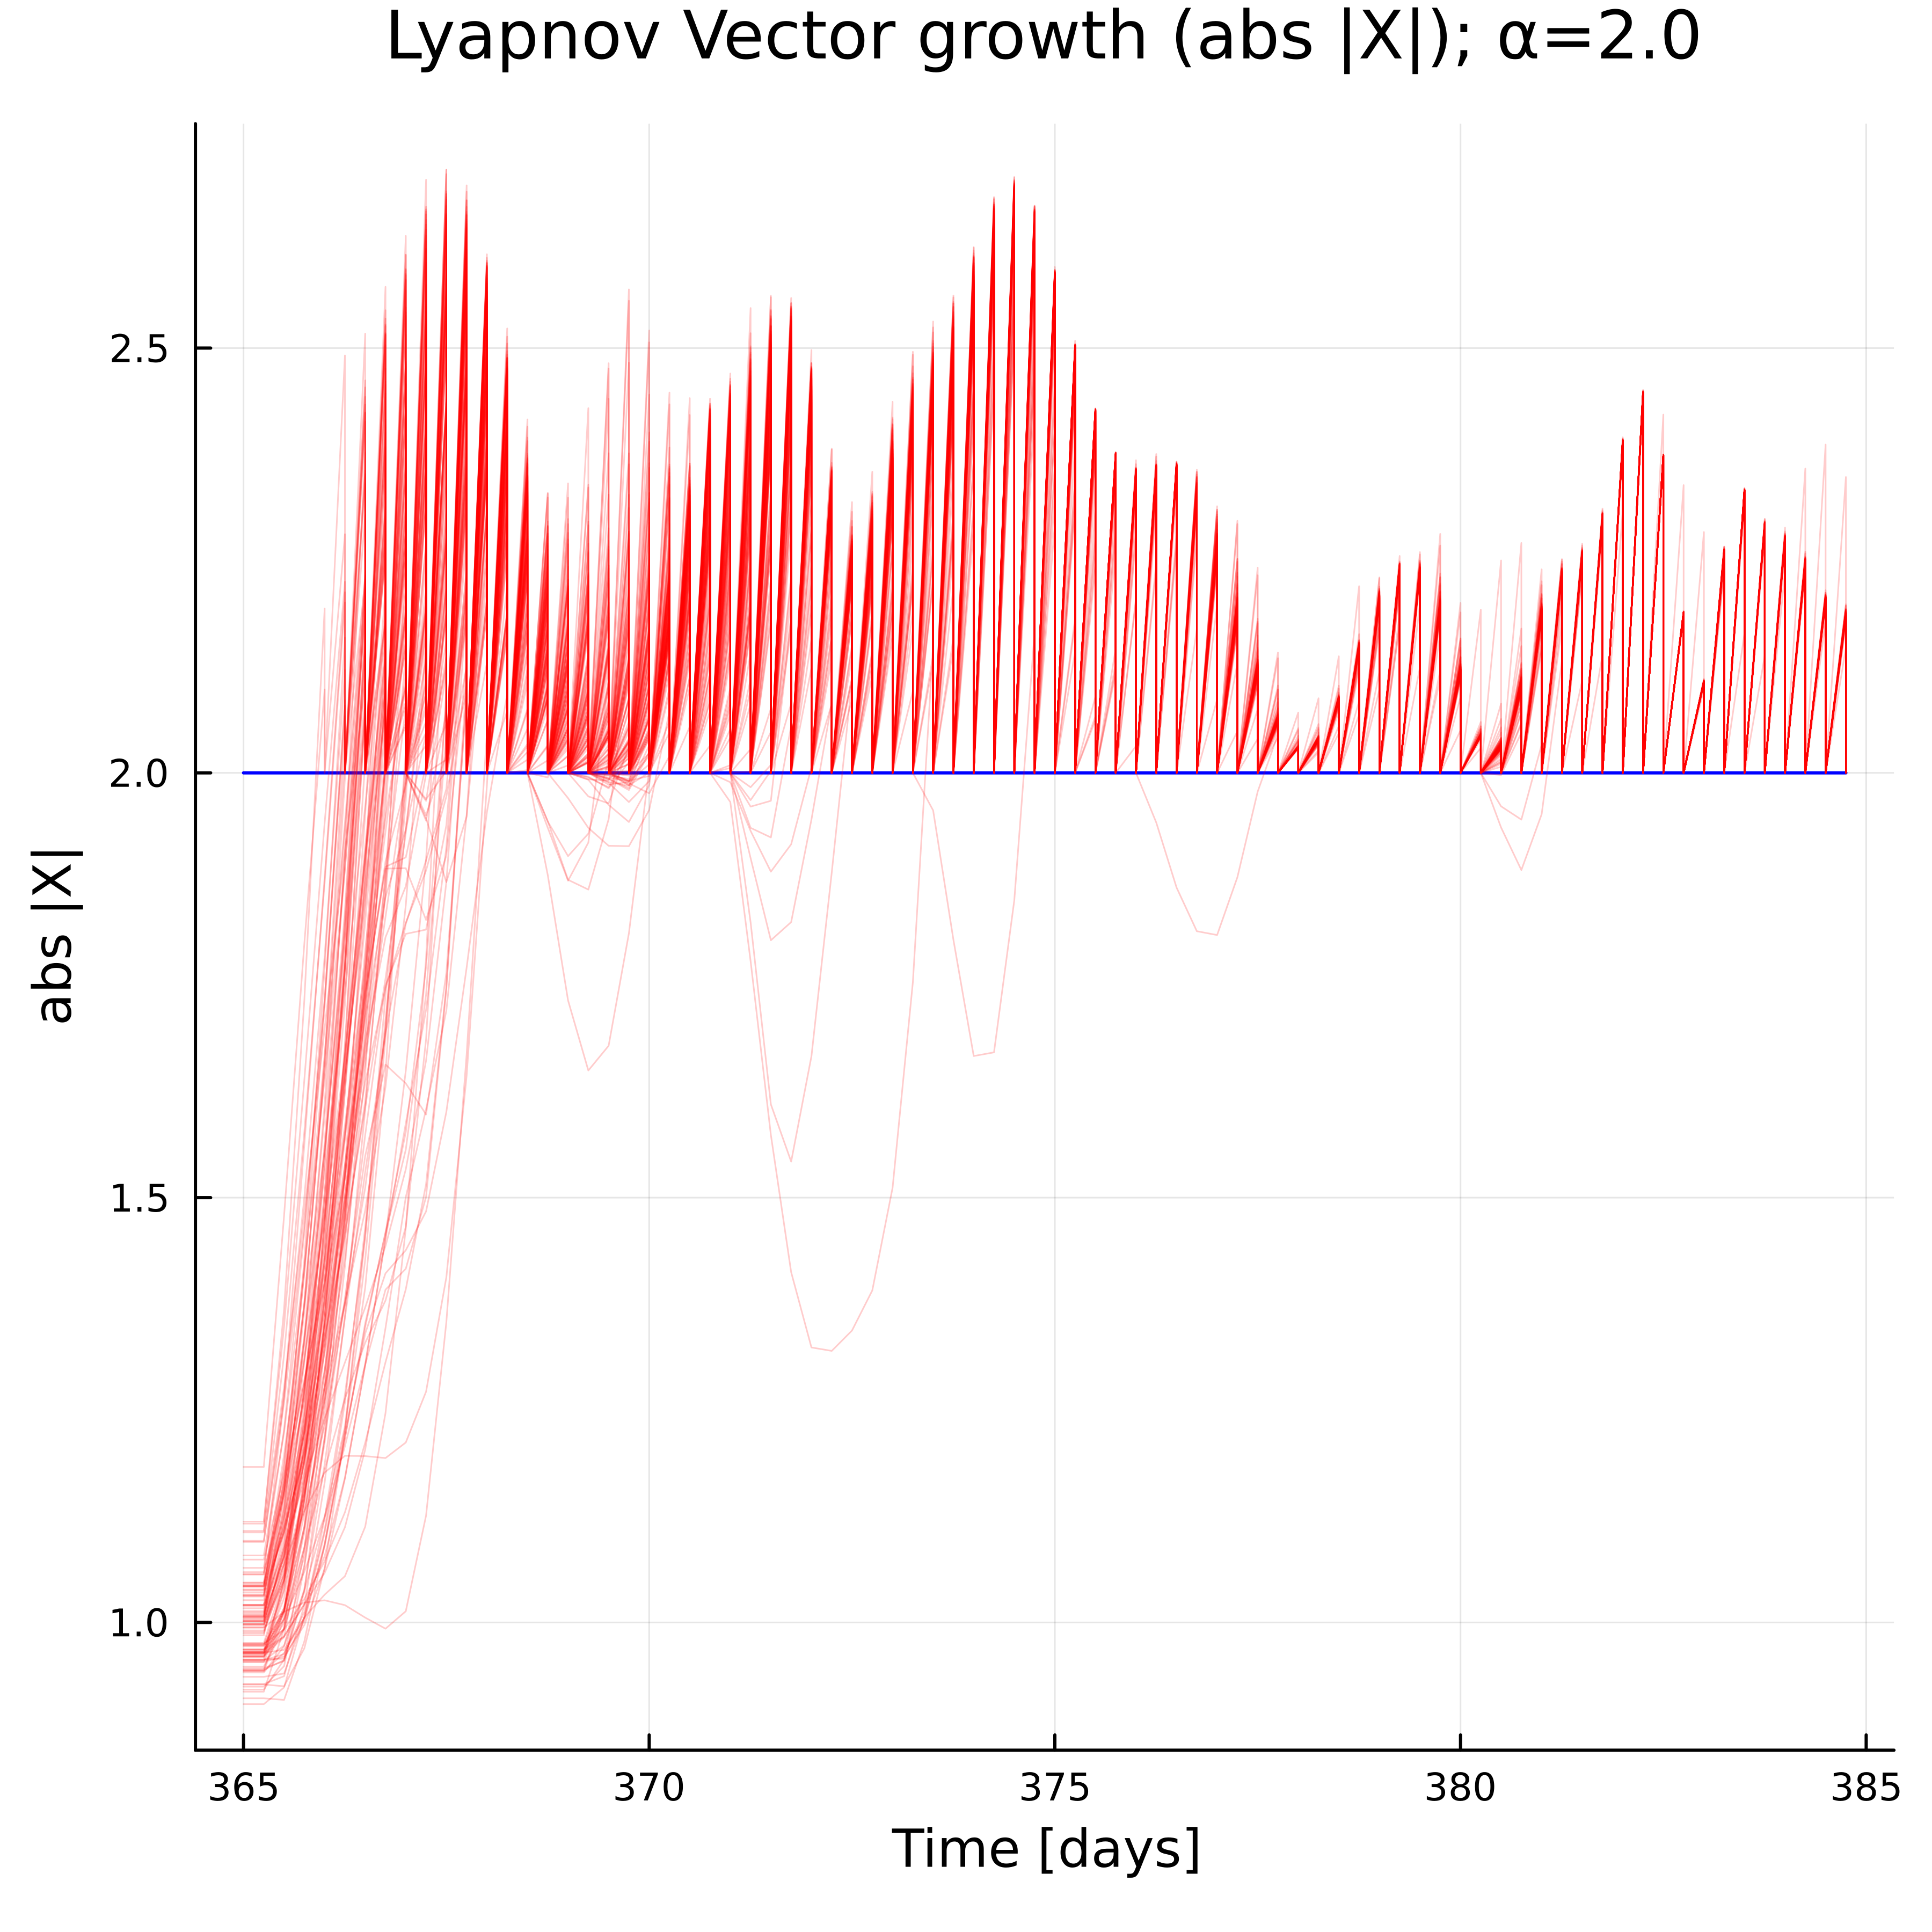 Lyapnov Vector growth (abs |X|); α=2.0
abs |X|
2.5
2.0
1.5
1.0
365 370 375 380 385
Time [days]